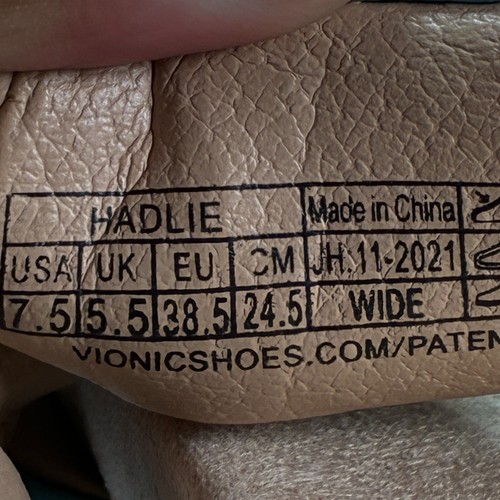 HADLIE Made in China
USA UK EU CM JH.11-2021
7.5 5.5 38.5 24.5 WIDE
VIONICSHOES.COM/PATEN